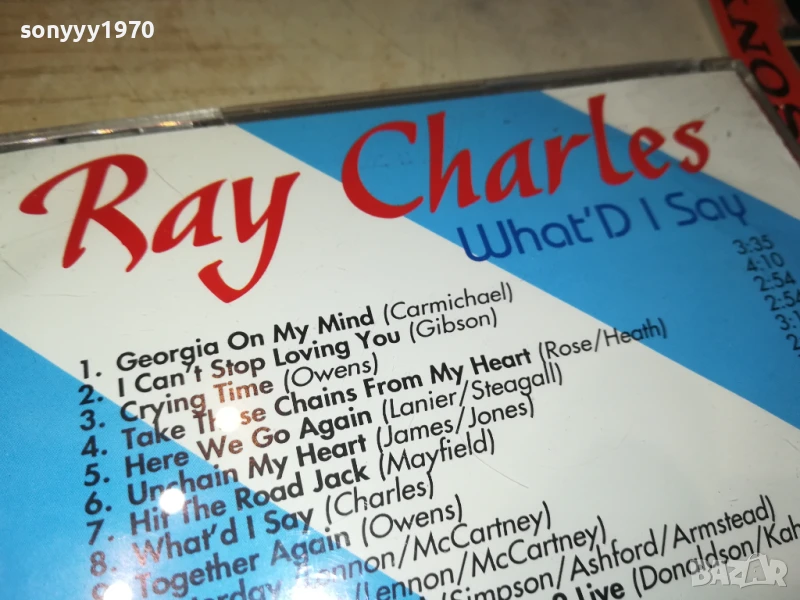 sonyyy1970
Ray Charles
What'D I Say
1. Georgia On My Mind (Carmichael) 3:35
2. I Can't Stop Loving You (Gibson) 4:10
3. Crying Time (Owens) 2:54
4. Take These Chains From My Heart (Rose/Heath) 2:54
5. Here We Go Again (Lanier/Steagall)
6. Unchain My Heart (James/Jones)
7. Hit The Road Jack (Mayfield)
8. What'd I Say (Charles)
Together Again (Owens)
/McCartney)
/Lennon/McCartney)
/Simpson/Ashford/Armstead)
Live (Donaldson/Kah
BAZAR